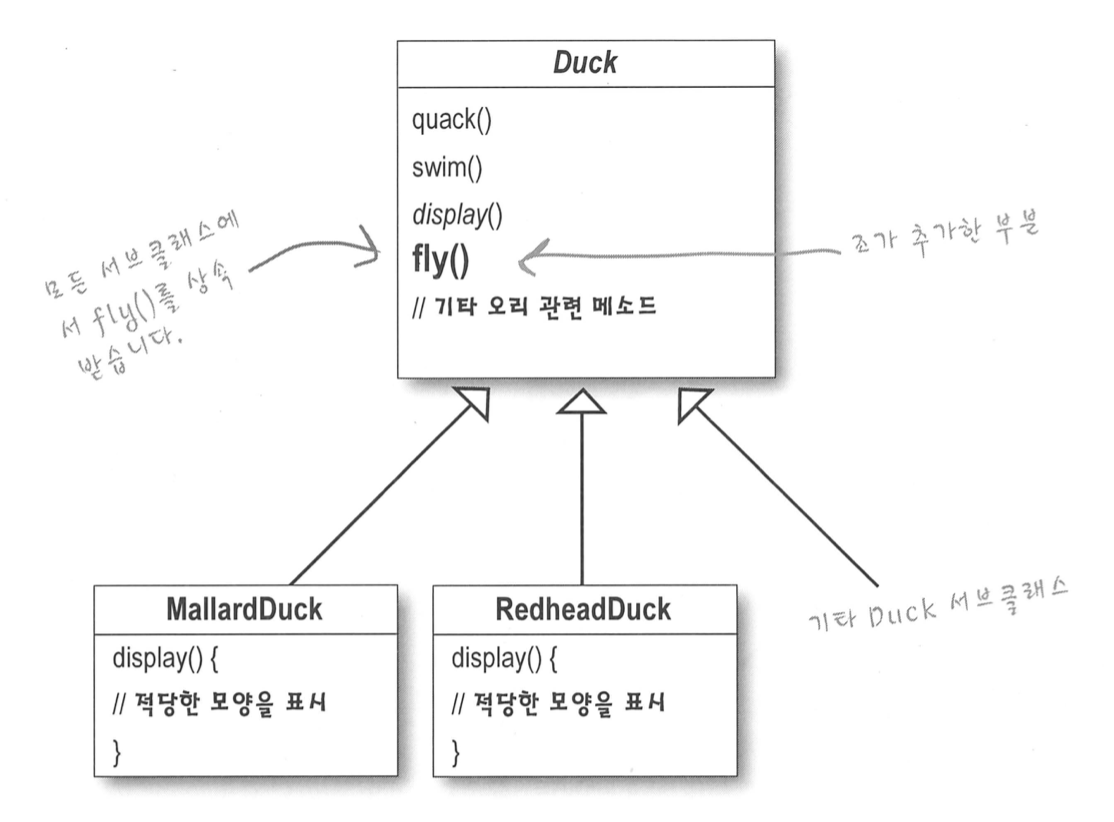 Duck
quack()
swim()
display()
fly()
// 기타 오리 관련 메소드
모든 서브 클래스에
서 fly()를 상속
받습니다.
조가 추가한 부분
MallardDuck
display() {
// 적당한 모양을 표시
}
RedheadDuck
display() {
// 적당한 모양을 표시
}
기타 Duck 서브클래스